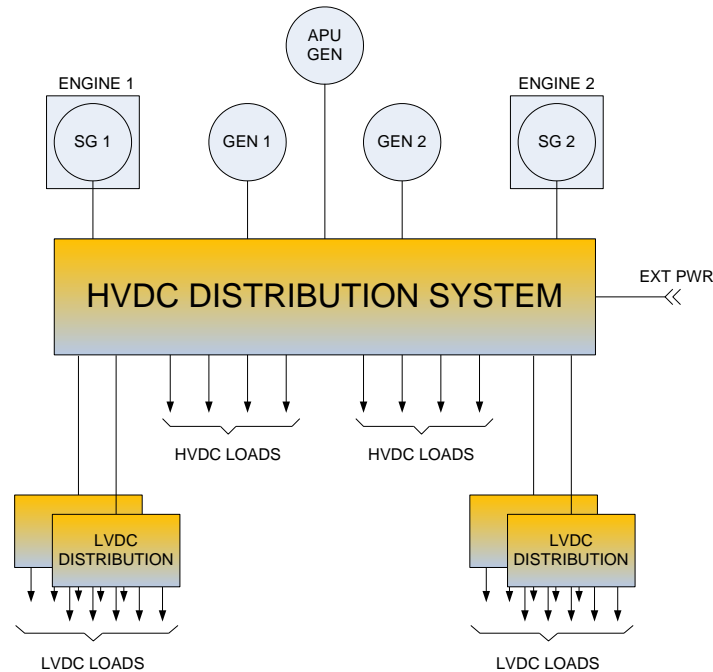 APU
GEN
ENGINE 1
ENGINE 2
SG 1
GEN 1
GEN 2
SG 2
HVDC DISTRIBUTION SYSTEM
EXT PWR
HVDC LOADS
HVDC LOADS
LVDC
DISTRIBUTION
LVDC
DISTRIBUTION
LVDC LOADS
LVDC LOADS